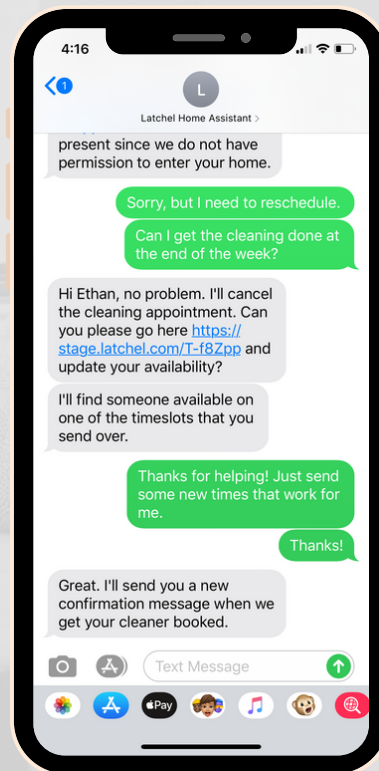 4:16
1
L
Latchel Home Assistant >
present since we do not have
permission to enter your home.
Sorry, but I need to reschedule.
Can I get the cleaning done at
the end of the week?
Hi Ethan, no problem. I'll cancel
the cleaning appointment. Can
you please go here https://
stage.latchel.com/T-f8Zpp and
update your availability?
I'll find someone available on
one of the timeslots that you
send over.
Thanks for helping! Just send
some new times that work for
me.
Thanks!
Great. I'll send you a new
confirmation message when we
get your cleaner booked.
Text Message
Pay